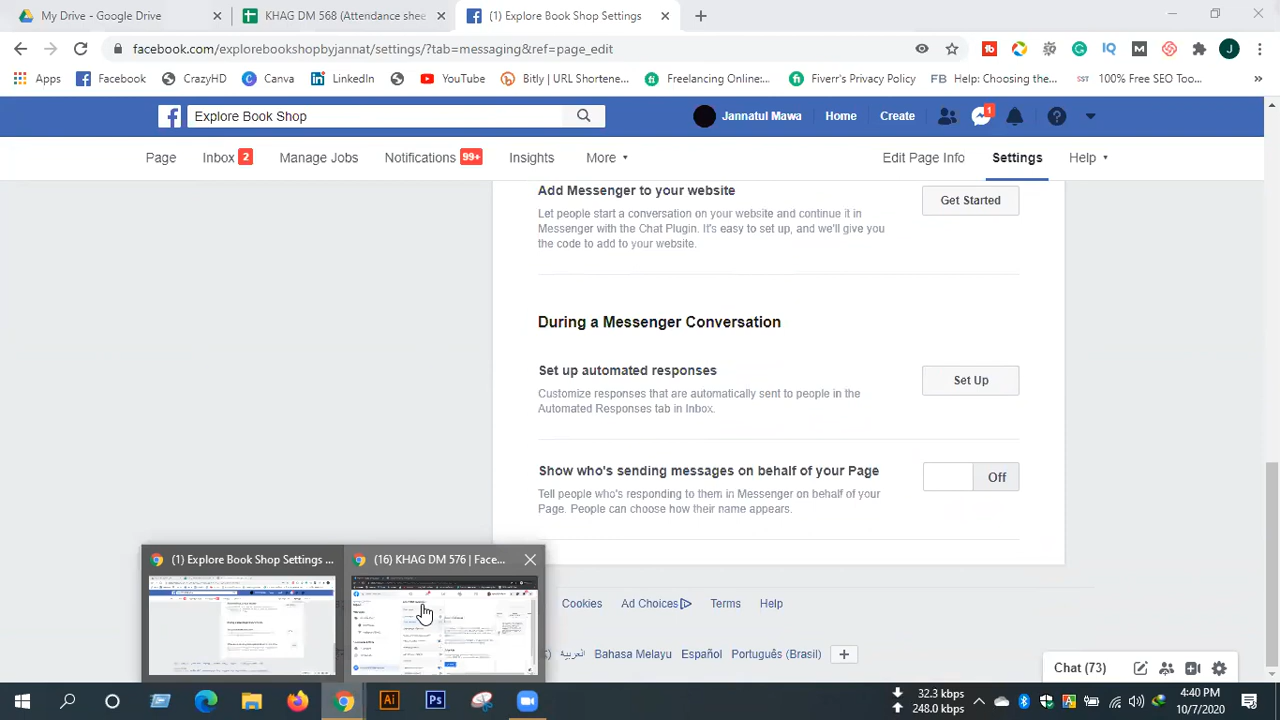 My Drive - Google Drive
KHAG DM 568 (Attendance shee
(1) Explore Book Shop Settings
facebook.com/explorebookshopbyjannat/settings/?tab=messaging&ref=page_edit
Apps
Facebook
CrazyHD
Canva
LinkedIn
YouTube
Bitty | URL Shortene...
Freelancing Online:...
Fiverr's Privacy Policy
FB Help: Choosing the...
SST 100% Free SEO Too...
Explore Book Shop
Jannatul Mawa
Home
Create
1
Page
Inbox 2
Manage Jobs
Notifications 99+
Insights
More
Edit Page Info
Settings
Help
Add Messenger to your website
Get Started
Let people start a conversation on your website and continue it in
Messenger with the Chat Plugin. It's easy to set up, and we'll give you
the code to add to your website.
During a Messenger Conversation
Set up automated responses
Set Up
Customize responses that are automatically sent to people in the
Automated Responses tab in Inbox.
Show who's sending messages on behalf of your Page
Off
Tell people who's responding to them in Messenger on behalf of your
Page. People can choose how their name appears.
(1) Explore Book Shop Settings ...
(16) KHAG DM 576 | Face...
Cookies
Ad Choices
Terms
Help
Bahasa Melayu
Español
Português (Brasil)
Chat (73)
32.3 kbps
248.0 kbps
4:40 PM
10/7/2020